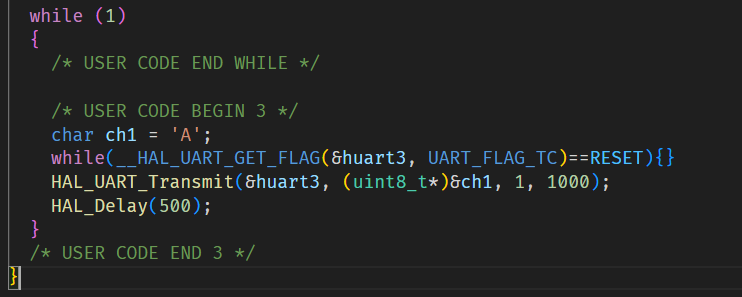 while (1)
{
/* USER CODE END WHILE */
/* USER CODE BEGIN 3 */
char ch1 = 'A';
while(__HAL_UART_GET_FLAG(&huart3, UART_FLAG_TC)==RESET){}
HAL_UART_Transmit(&huart3, (uint8_t*)&ch1, 1, 1000);
HAL_Delay(500);
}
/* USER CODE END 3 */
}